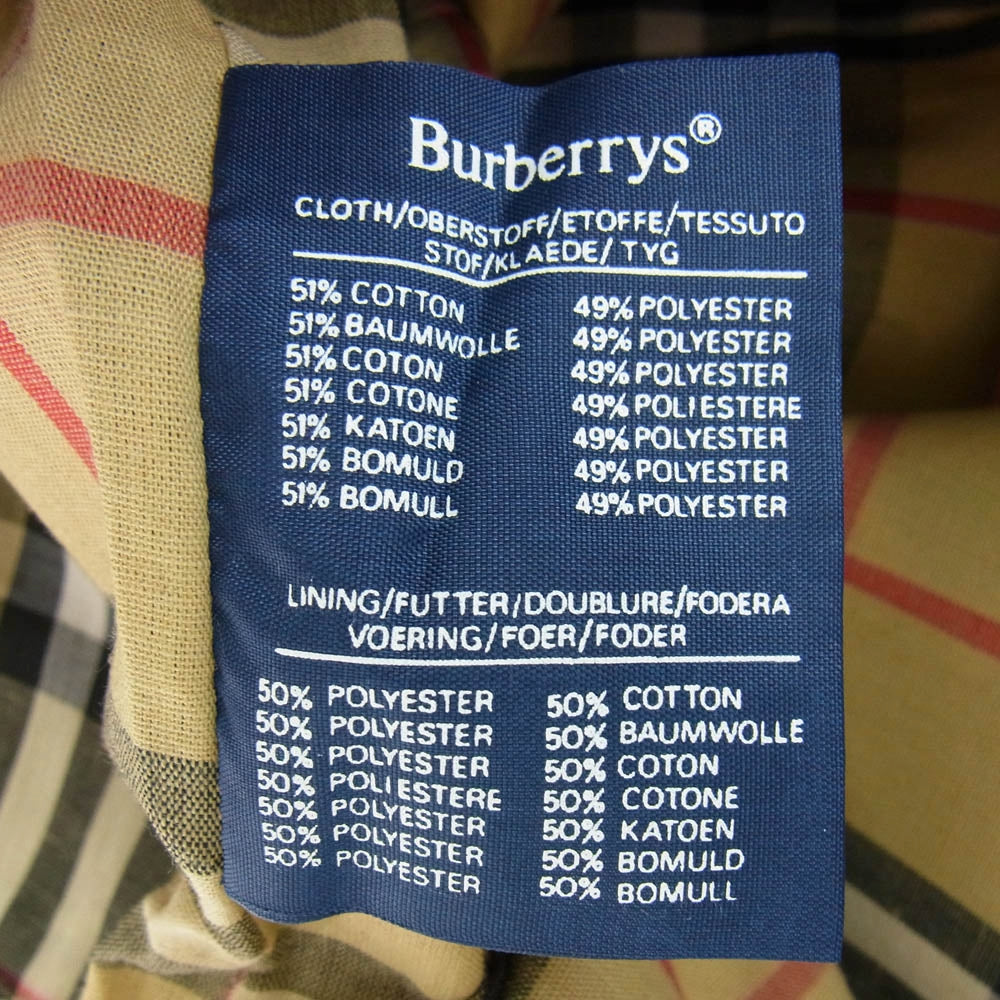 Burberrys®
CLOTH/OBERSTOFF/ETOFFE/TESSUTO
STOF/KLAEDE/ TYG
51% COTTON 49% POLYESTER
51% BAUMWOLLE 49% POLYESTER
51% COTON 49% POLYESTER
51% COTONE 49% POLIESTERE
51% KATOEN 49% POLYESTER
51% BOMULD 49% POLYESTER
51% BOMULL 49% POLYESTER
LINING/FUTTER/DOUBLURE/FODERA
VOERING/FOER/FODER
50% POLYESTER 50% COTTON
50% POLYESTER 50% BAUMWOLLE
50% POLYESTER 50% COTON
50% POLIESTERE 50% COTONE
50% POLYESTER 50% KATOEN
50% POLYESTER 50% BOMULD
50% POLYESTER 50% BOMULL